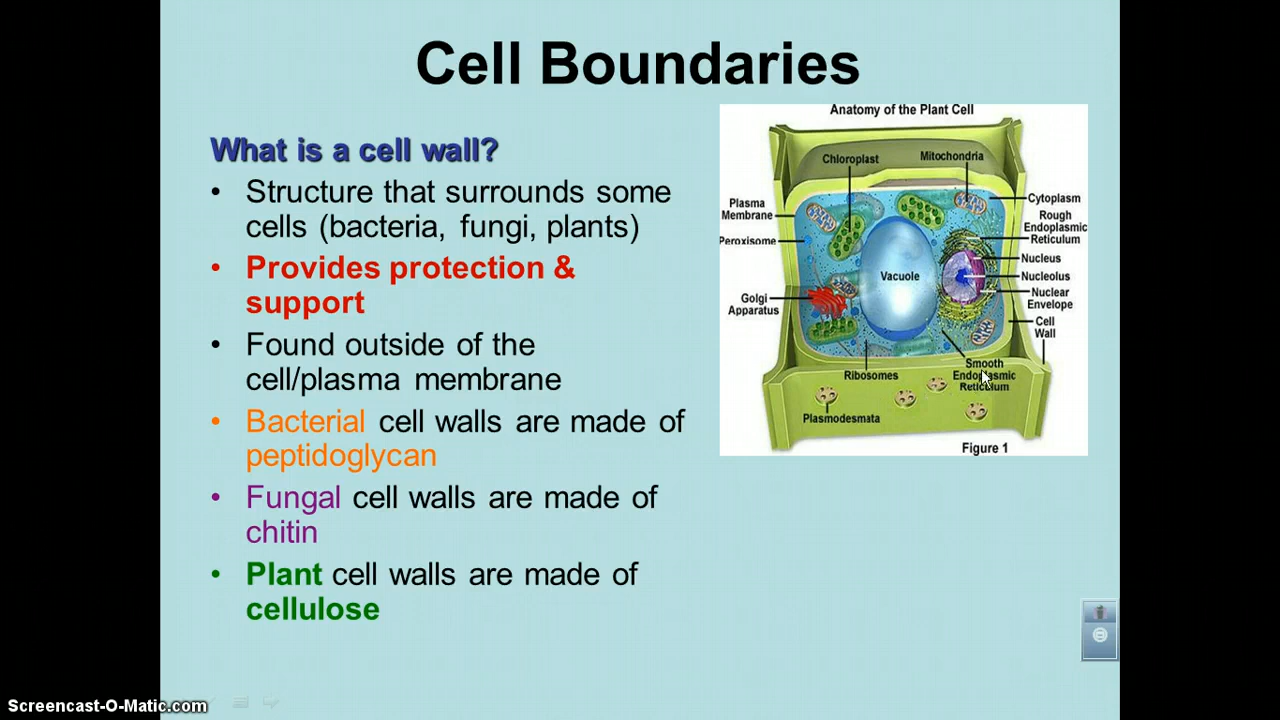 Cell Boundaries
What is a cell wall?
• Structure that surrounds some
cells (bacteria, fungi, plants)
• Provides protection &
support
• Found outside of the
cell/plasma membrane
• Bacterial cell walls are made of
peptidoglycan
• Fungal cell walls are made of
chitin
• Plant cell walls are made of
cellulose
Anatomy of the Plant Cell
Chloroplast
Mitochondria
Plasma
Membrane
Peroxisome
Golgi
Apparatus
Vacuole
Cytoplasm
Rough
Endoplasmic
Reticulum
Nucleus
Nucleolus
Nuclear
Envelope
Cell
Wall
Smooth
Endoplasmic
Reticulum
Ribosomes
Plasmodesmata
Figure 1
Screencast-O-Matic.com